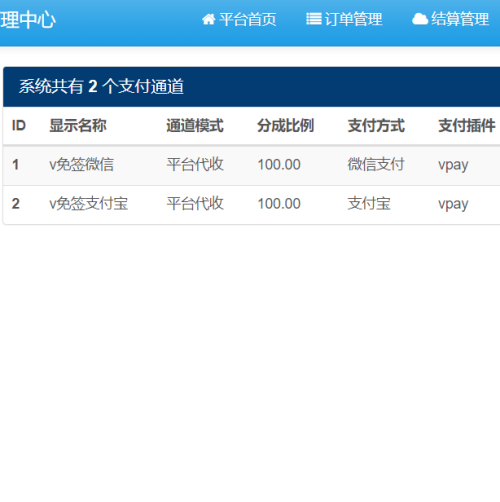 理中心 平台首页 订单管理 结算管理
系统共有 2 个支付通道
ID 显示名称 通道模式 分成比例 支付方式 支付插件
1 v免签微信 平台代收 100.00 微信支付 vpay
2 v免签支付宝 平台代收 100.00 支付宝 vpay